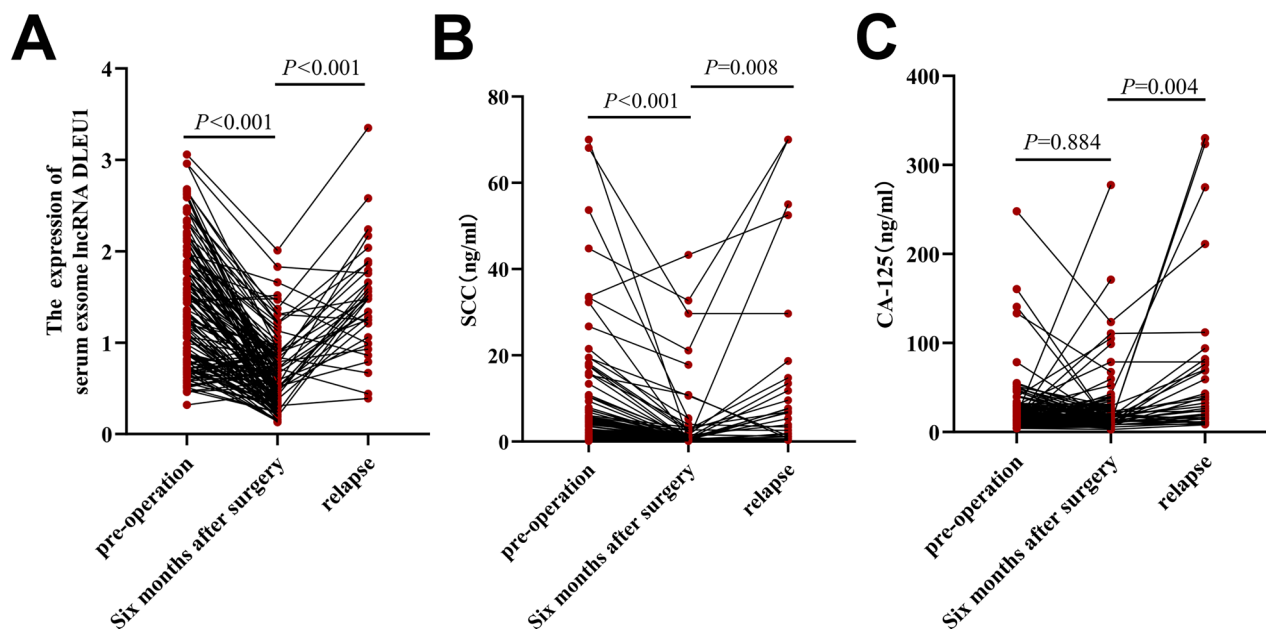 A
The expression of
serum exsome lncRNA DLEU1
4
3
2
1
0
P<0.001
P<0.001
pre-operation
Six months after surgery
relapse
B
SCC(ng/ml)
80
60
40
20
0
P<0.001
P=0.008
pre-operation
Six months after surgery
relapse
C
CA-125(ng/ml)
400
300
200
100
0
P=0.884
P=0.004
pre-operation
Six months after surgery
relapse